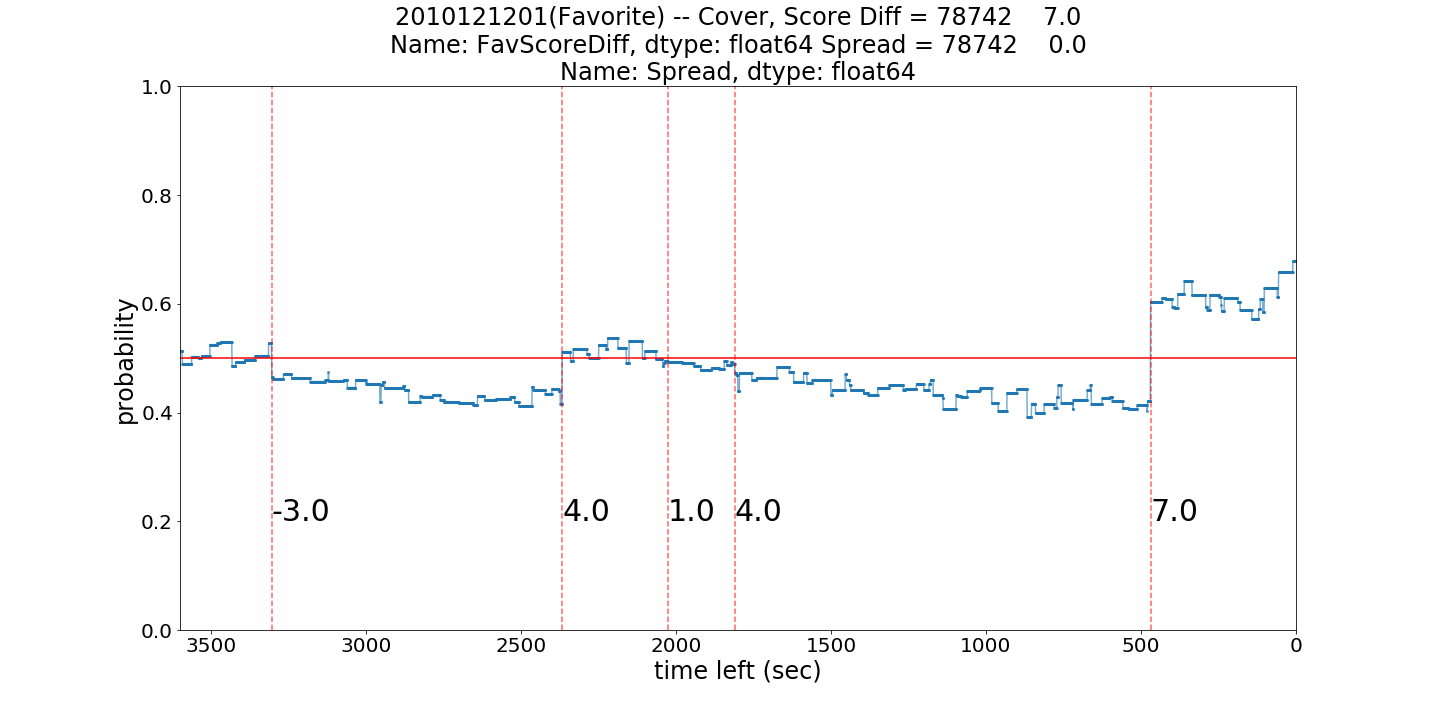 2010121201(Favorite) -- Cover, Score Diff = 78742    7.0
Name: FavScoreDiff, dtype: float64 Spread = 78742    0.0
Name: Spread, dtype: float64
1.0
0.8
0.6
0.4
0.2
0.0
probability
-3.0
4.0
1.0
4.0
7.0
3500 3000 2500 2000 1500 1000 500 0
time left (sec)